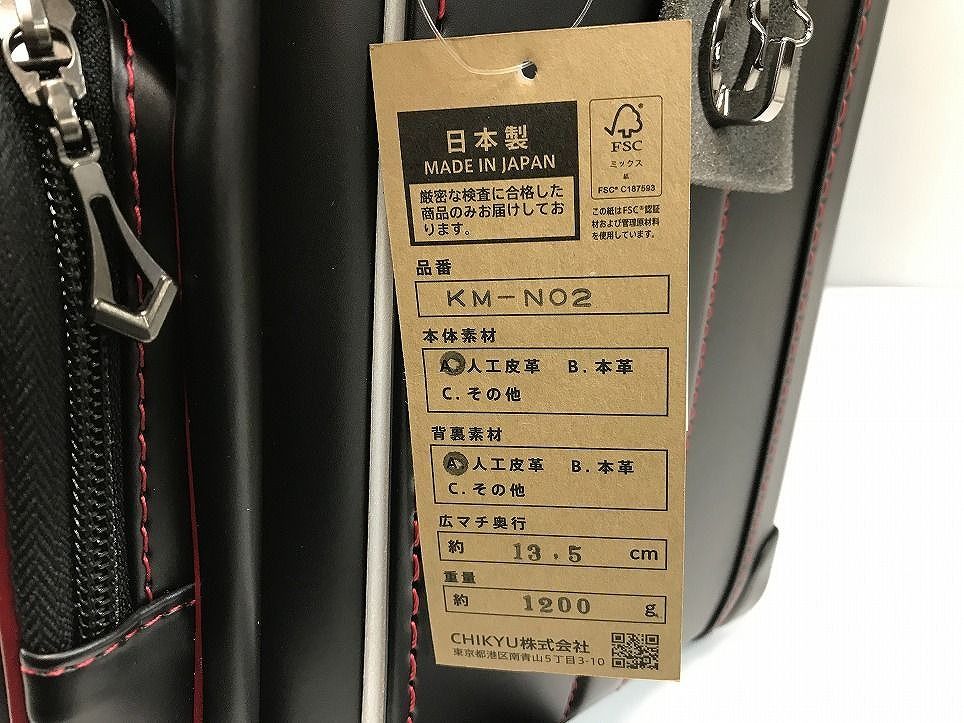 日本製
MADE IN JAPAN
厳密な検査に合格した
商品のみお届けしてお
ります。
FSC
ミックス
紙
FSC® C187593
この紙はFSC®認証
材および管理原材料
を使用しています。
品番
KM-N02
本体素材
A. 人工皮革 B. 本革
C. その他
背裏素材
A. 人工皮革 B. 本革
C. その他
広マチ奥行
約 13.5 cm
重量
約 1200 g
CHIKYU株式会社
東京都港区南青山5丁目3-10